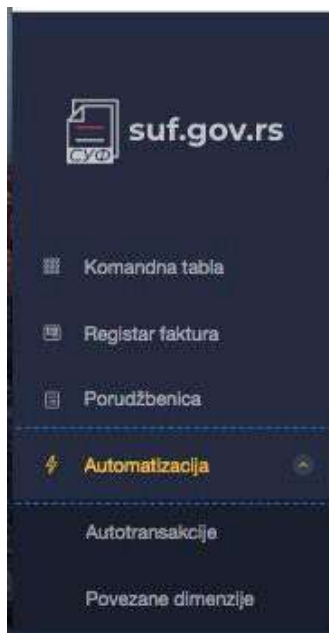 suf.gov.rs
СУФ
Komandna tabla
Registar faktura
Porudžbenica
Automatizacija
Autotransakcije
Povezane dimenzije